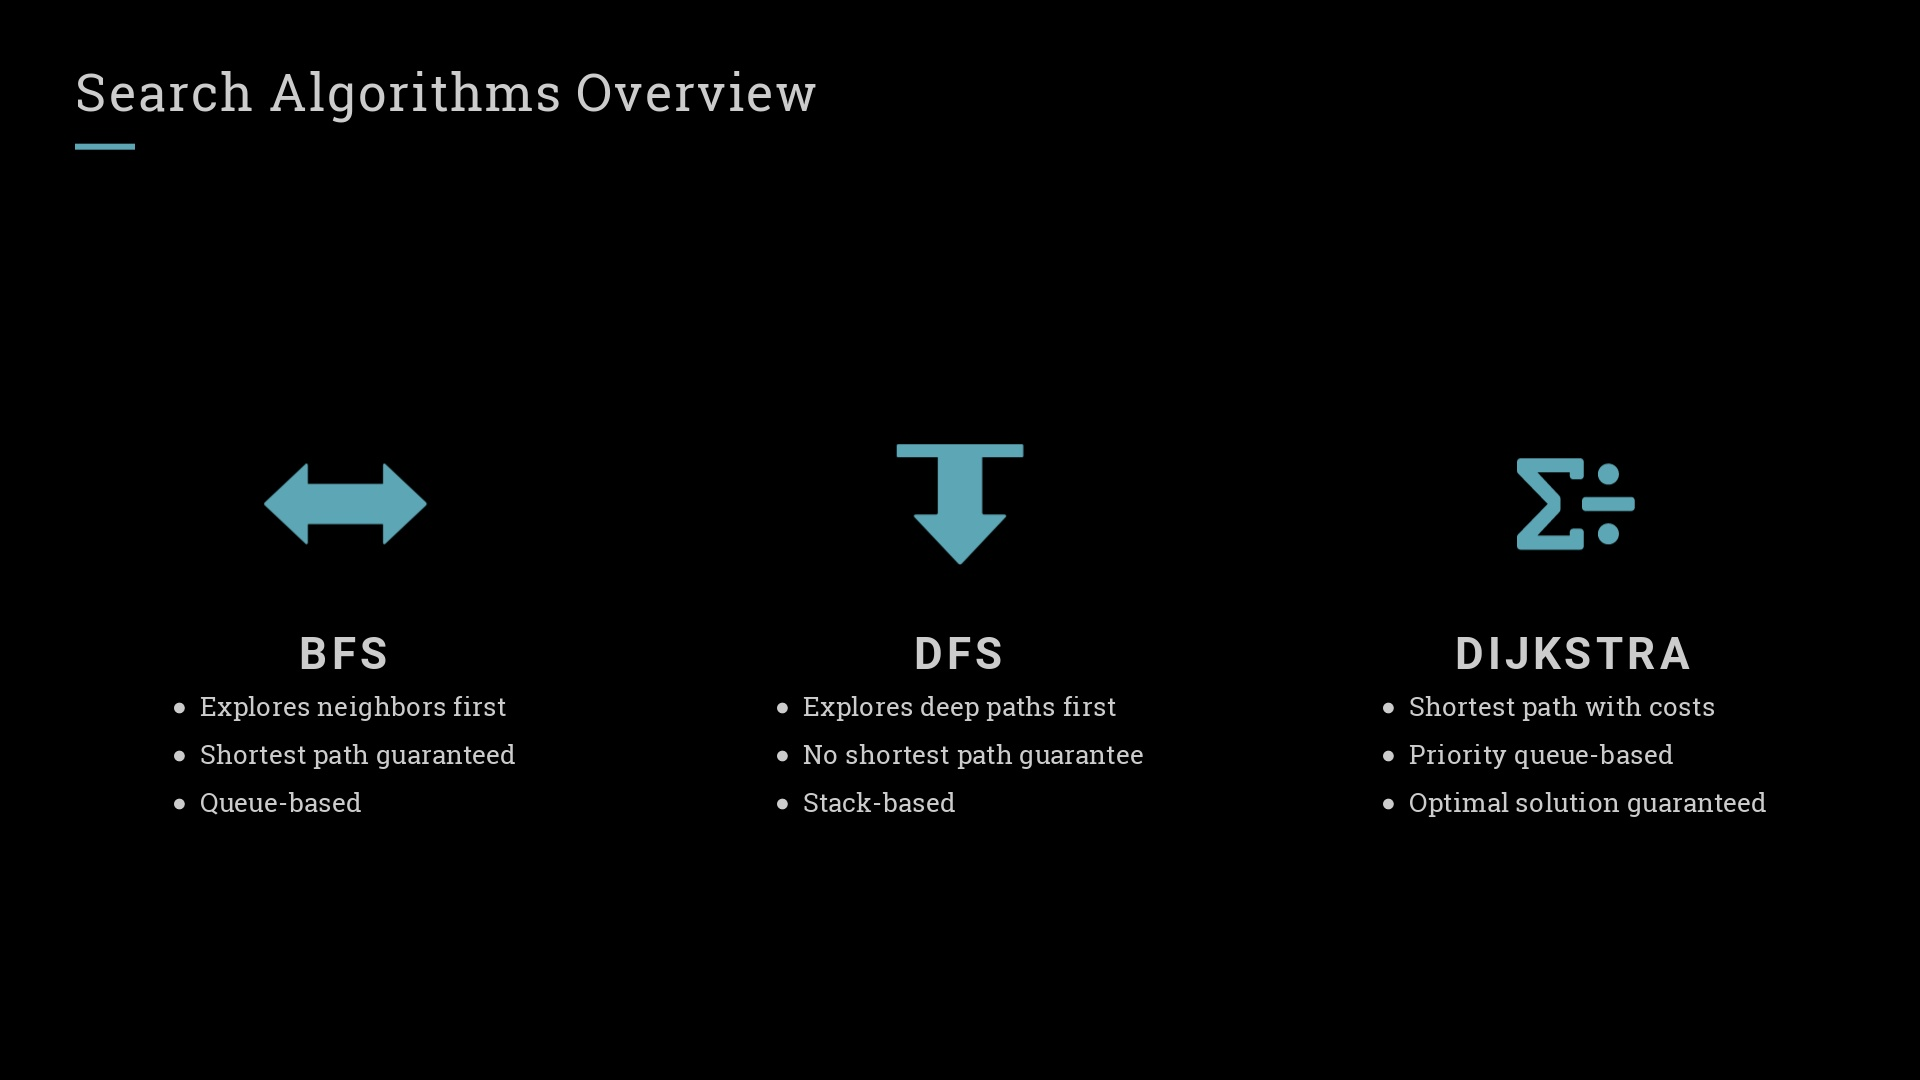 Search Algorithms Overview
BFS
Explores neighbors first
Shortest path guaranteed
Queue-based
DFS
Explores deep paths first
No shortest path guarantee
Stack-based
DIJKSTRA
Shortest path with costs
Priority queue-based
Optimal solution guaranteed